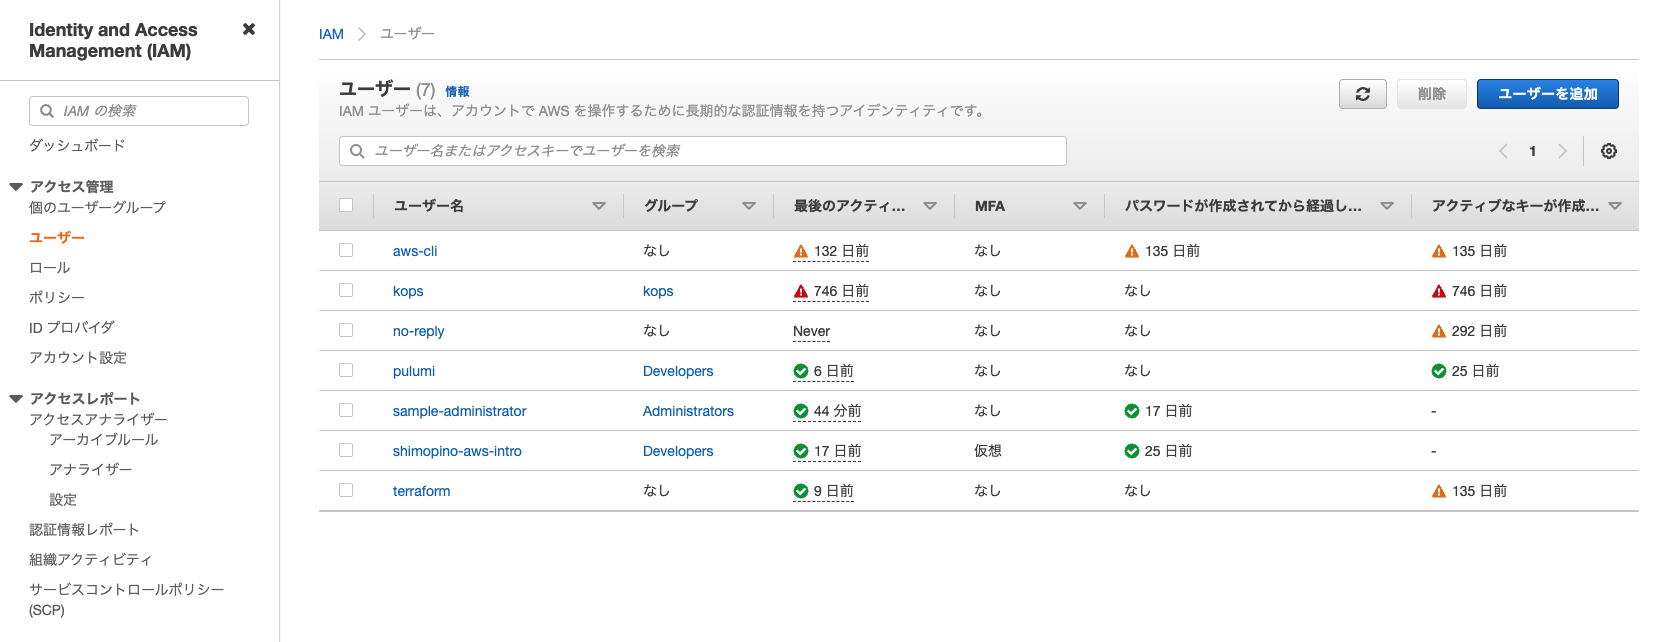 Identity and Access
Management (IAM)
IAM の検索
ダッシュボード
アクセス管理
個のユーザーグループ
ユーザー
ロール
ポリシー
ID プロバイダ
アカウント設定
アクセスレポート
アクセスアナライザー
アーカイブルール
アナライザー
設定
認証情報レポート
組織アクティビティ
サービスコントロールポリシー
(SCP)
IAM ユーザー
ユーザー (7) 情報
IAM ユーザーは、アカウントで AWS を操作するために長期的な認証情報を持つアイデンティティです。
削除 ユーザーを追加
ユーザー名またはアクセスキーでユーザーを検索
1
ユーザー名 グループ 最後のアクティ... MFA パスワードが作成されてから経過し... アクティブなキーが作成...
aws-cli なし 132 日前 なし 135 日前 135 日前
kops kops 746 日前 なし なし 746 日前
no-reply なし Never なし なし 292 日前
pulumi Developers 6 日前 なし なし 25 日前
sample-administrator Administrators 44 分前 なし 17 日前 -
shimopino-aws-intro Developers 17 日前 仮想 25 日前 -
terraform なし 9 日前 なし なし 135 日前